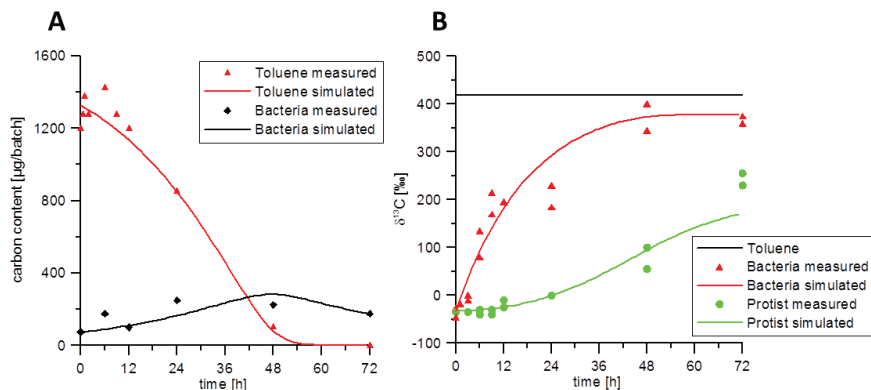 A
carbon content [µg/batch]
1600
1200
800
400
0
0 12 24 36 48 60 72
time [h]
Toluene measured
Toluene simulated
Bacteria measured
Bacteria simulated
B
δ¹³C [‰]
500
400
300
200
100
0
-100
0 12 24 36 48 60 72
time [h]
Toluene
Bacteria measured
Bacteria simulated
Protist measured
Protist simulated